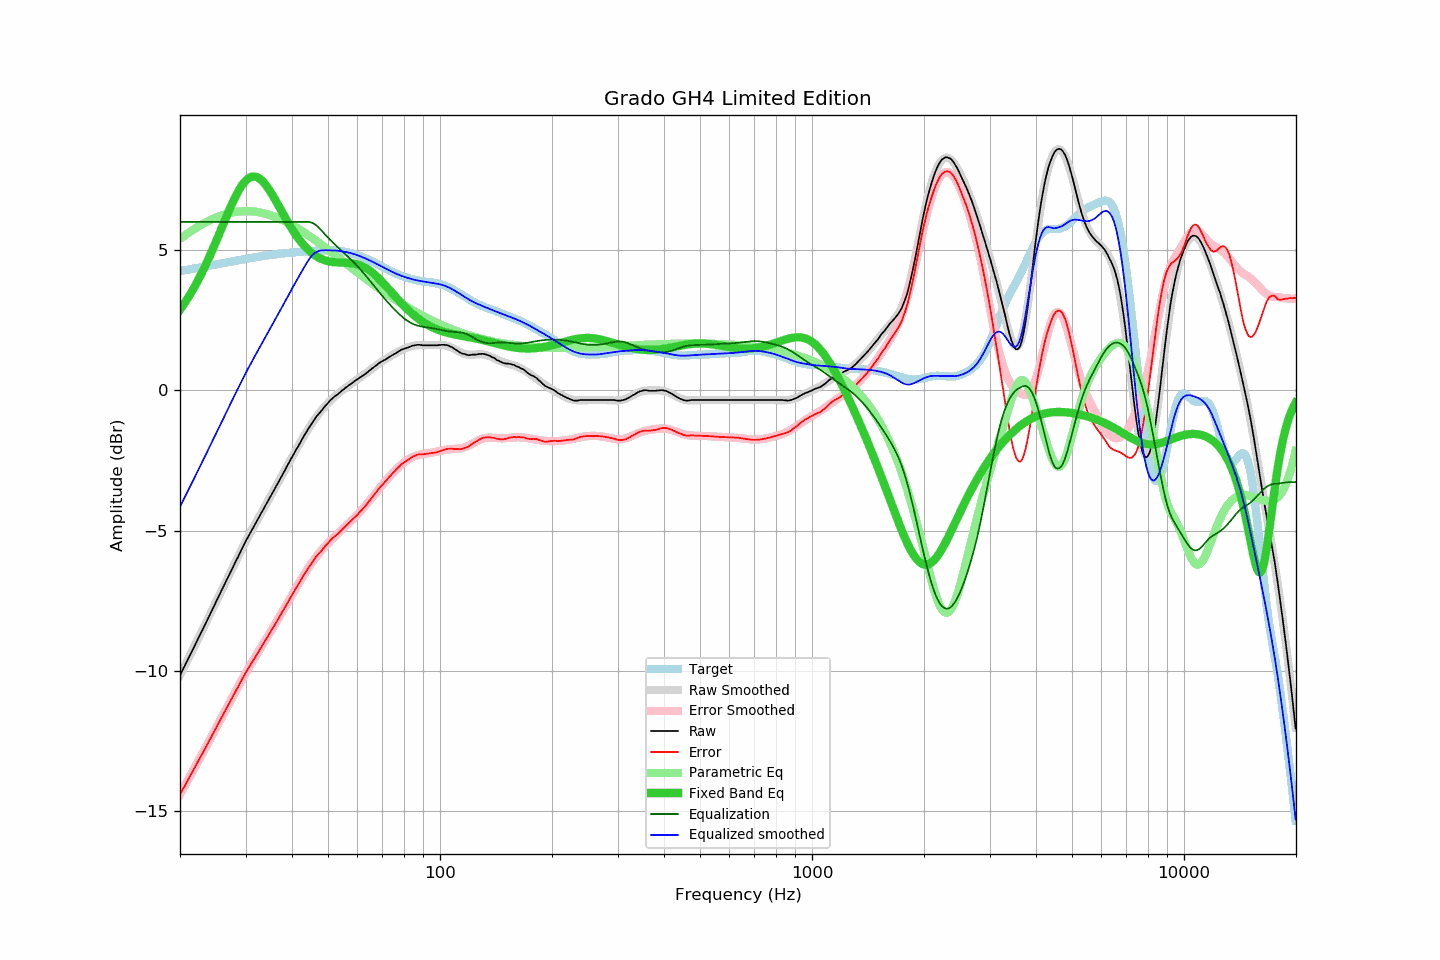 Grado GH4 Limited Edition
Amplitude (dBr)
5
0
−5
−10
−15
Target
Raw Smoothed
Error Smoothed
Raw
Error
Parametric Eq
Fixed Band Eq
Equalization
Equalized smoothed
100
1000
10000
Frequency (Hz)